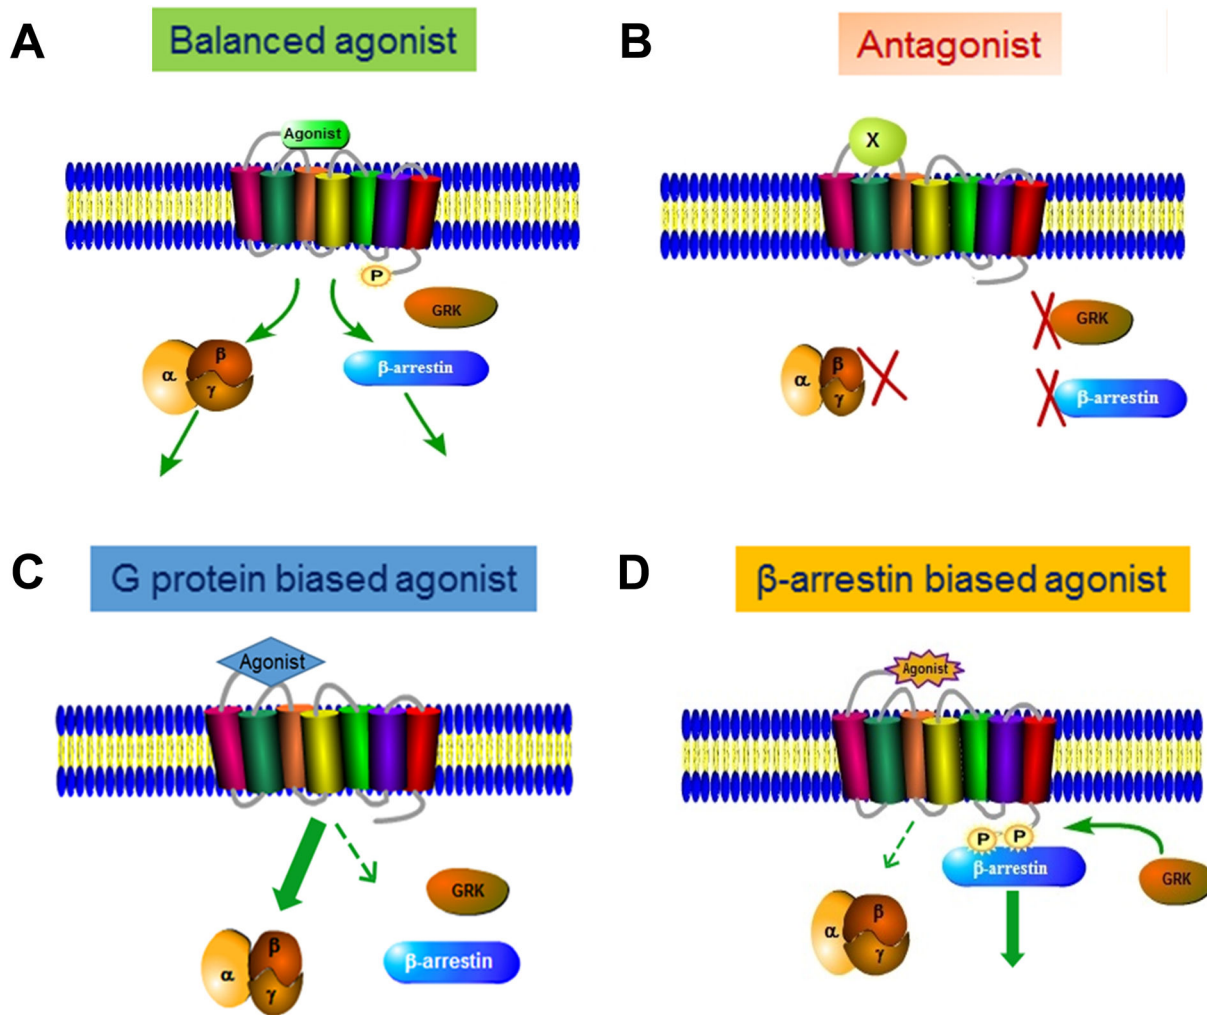 A
Balanced agonist
Agonist
P
GRK
α
β
γ
β-arrestin
B
Antagonist
X
GRK
α
β
γ
β-arrestin
C
G protein biased agonist
Agonist
GRK
α
β
γ
β-arrestin
D
β-arrestin biased agonist
Agonist
P P
β-arrestin
GRK
α
β
γ